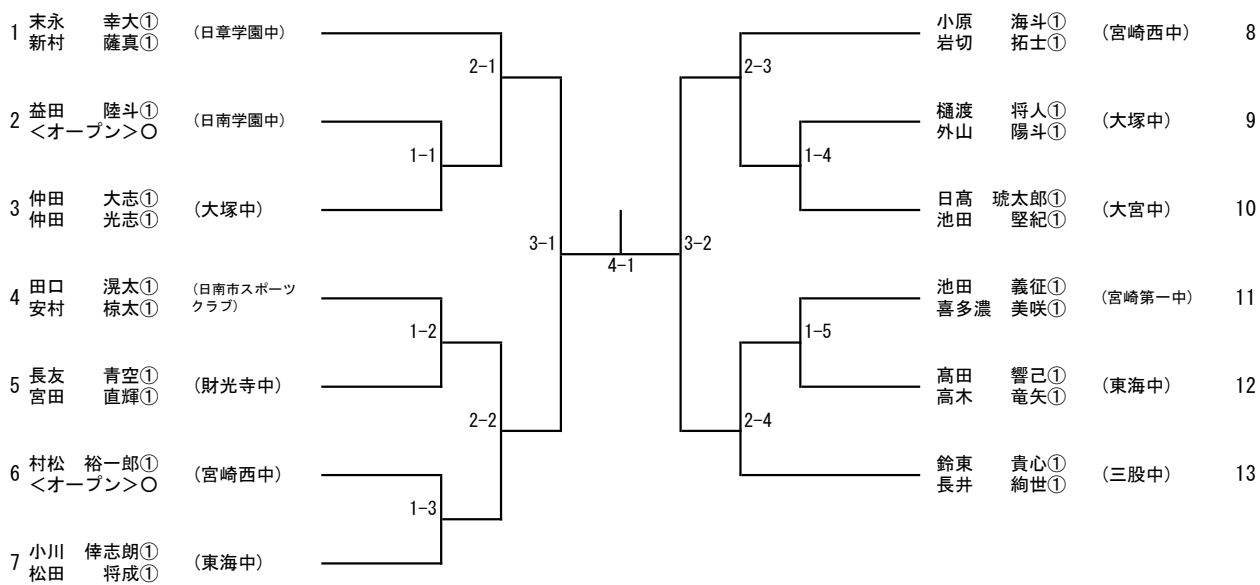 1 末永 幸大① (日章学園中)
新村 薩真①
2 益田 陸斗① (日南学園中)
<オープン>〇
3 仲田 大志① (大塚中)
仲田 光志①
4 田口 滉太① (日南市スポーツ
安村 椋太① クラブ)
5 長友 青空① (財光寺中)
宮田 直輝①
6 村松 裕一郎① (宮崎西中)
<オープン>〇
7 小川 倖志朗① (東海中)
松田 将成①
2-1
1-1
3-1
1-2
2-2
1-3
4-1
3-2
2-3
1-4
1-5
2-4
小原 海斗① (宮崎西中) 8
岩切 拓士①
樋渡 将人① (大塚中) 9
外山 陽斗①
日髙 琥太郎① (大宮中) 10
池田 堅紀①
池田 義征① (宮崎第一中) 11
喜多濃 美咲①
髙田 響己① (東海中) 12
高木 竜矢①
鈴東 貴心① (三股中) 13
長井 絢世①